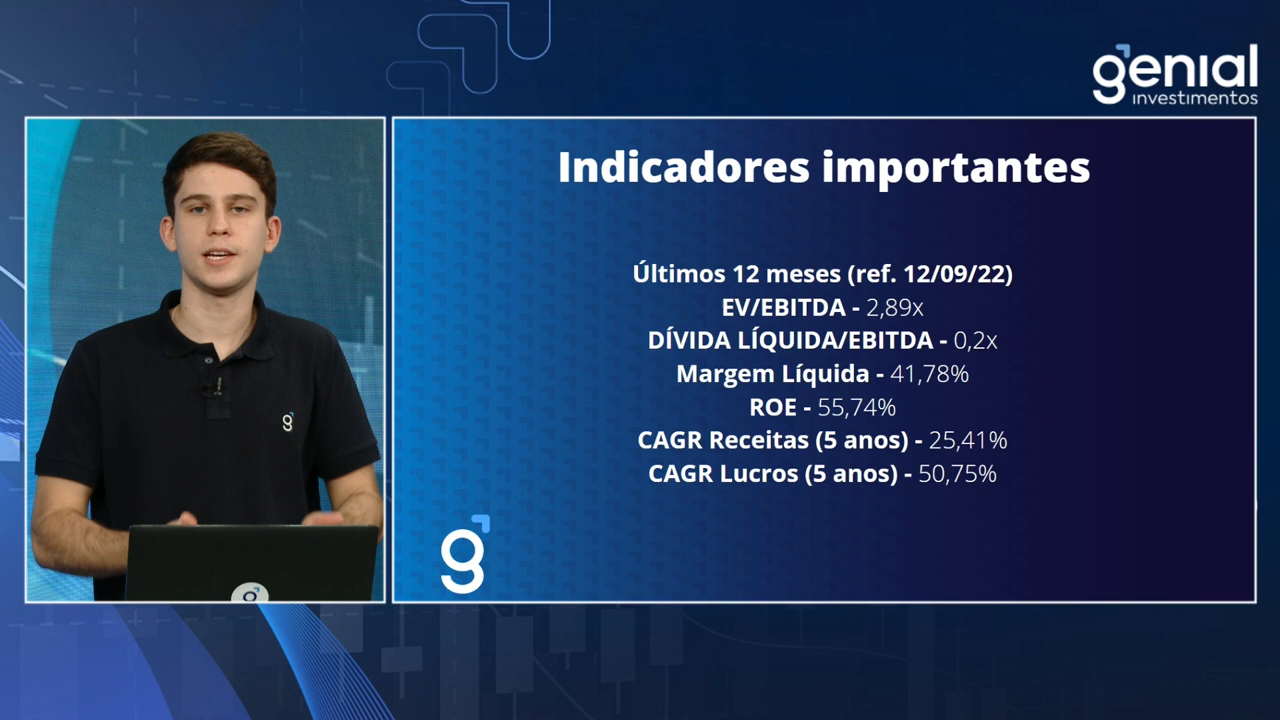 genial
investimentos
Indicadores importantes
Últimos 12 meses (ref. 12/09/22)
EV/EBITDA - 2,89x
DÍVIDA LÍQUIDA/EBITDA - 0,2x
Margem Líquida - 41,78%
ROE - 55,74%
CAGR Receitas (5 anos) - 25,41%
CAGR Lucros (5 anos) - 50,75%
g
g
g